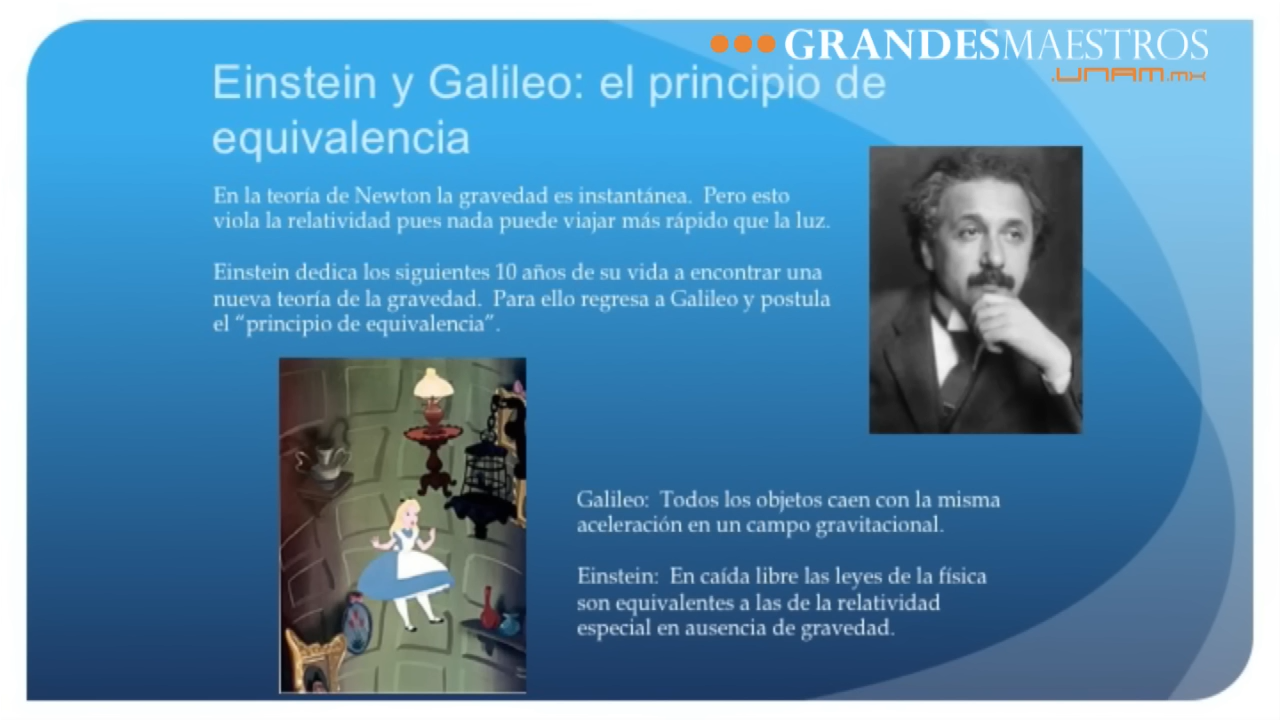 GRANDESMAESTROS
.UNAM.mx
Einstein y Galileo: el principio de
equivalencia
En la teoría de Newton la gravedad es instantánea. Pero esto
viola la relatividad pues nada puede viajar más rápido que la luz.
Einstein dedica los siguientes 10 años de su vida a encontrar una
nueva teoría de la gravedad. Para ello regresa a Galileo y postula
el “principio de equivalencia”.
Galileo: Todos los objetos caen con la misma
aceleración en un campo gravitacional.
Einstein: En caída libre las leyes de la física
son equivalentes a las de la relatividad
especial en ausencia de gravedad.